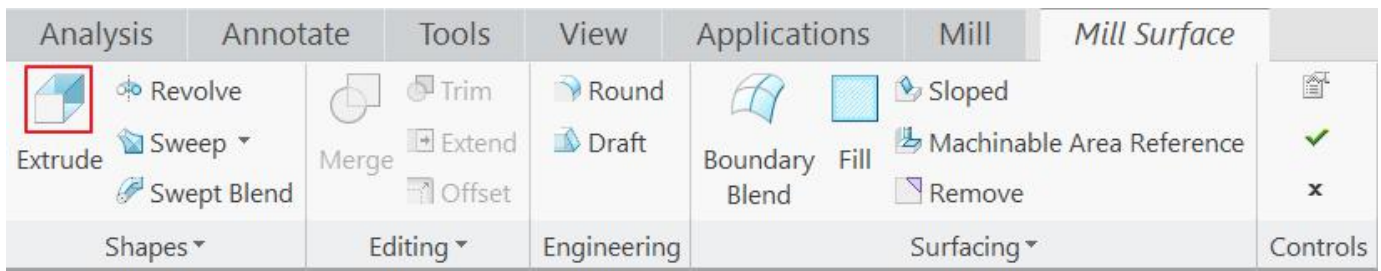 Analysis Annotate Tools View Applications Mill Mill Surface
Extrude
Revolve
Sweep
Swept Blend
Shapes
Merge
Trim
Extend
Offset
Editing
Round
Draft
Engineering
Boundary
Blend
Fill
Sloped
Machinable Area Reference
Remove
Surfacing
Controls